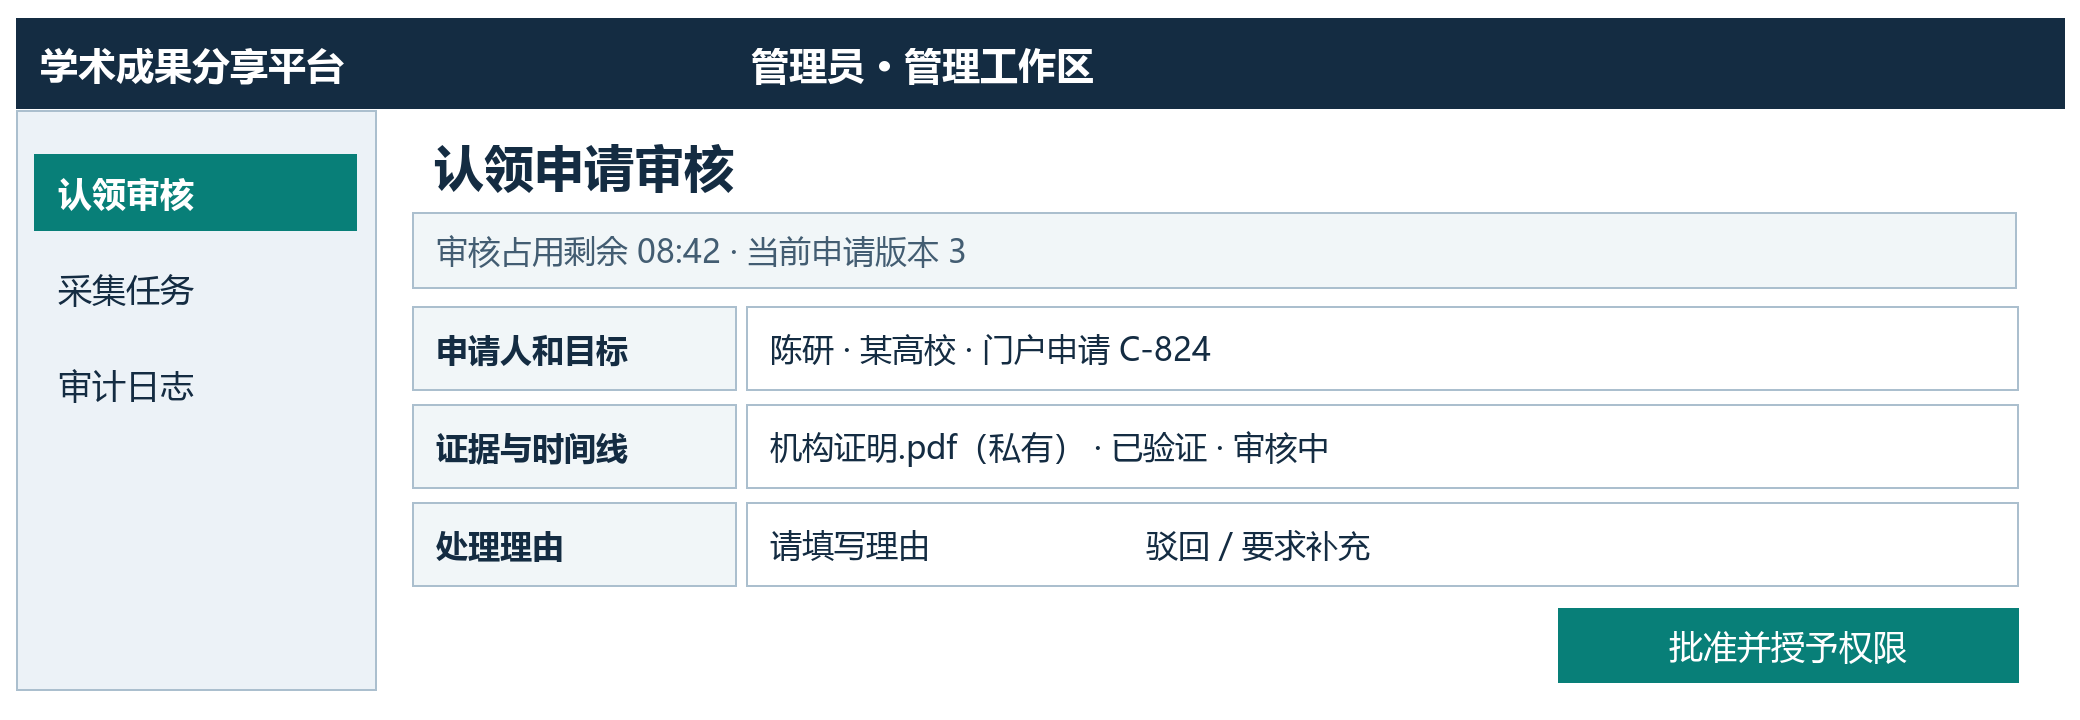 学术成果分享平台
管理员・管理工作区
认领审核
采集任务
审计日志
认领申请审核
审核占用剩余 08:42 · 当前申请版本 3
申请人和目标
陈研 · 某高校 · 门户申请 C-824
证据与时间线
机构证明.pdf（私有） · 已验证 · 审核中
处理理由
请填写理由
驳回 / 要求补充
批准并授予权限